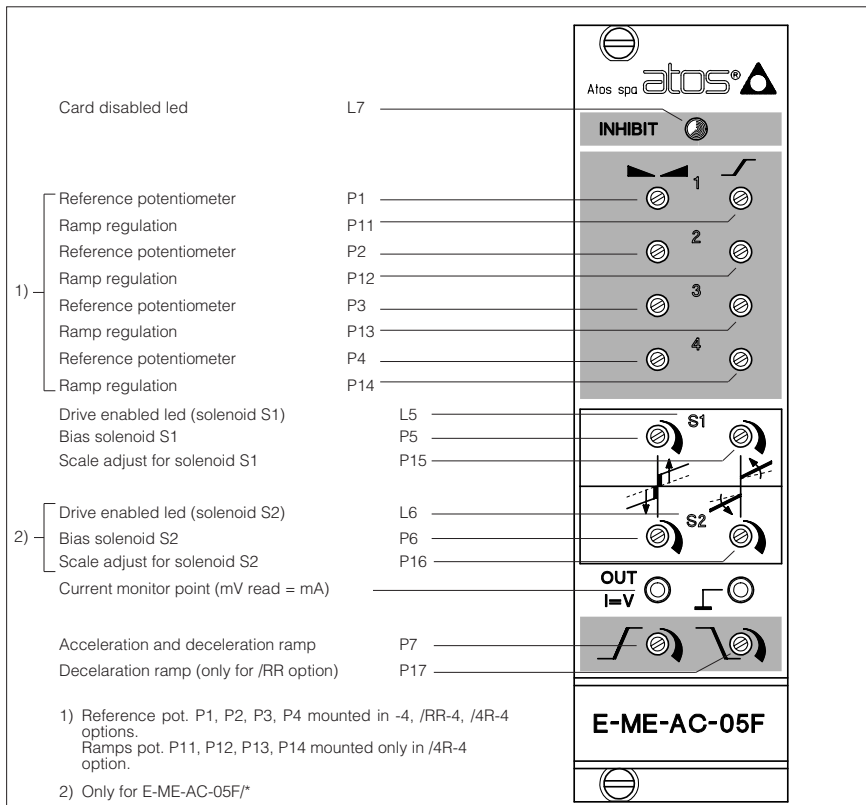 Atos spa atos®
Card disabled led L7
INHIBIT
1
Reference potentiometer P1
Ramp regulation P11
2
Reference potentiometer P2
Ramp regulation P12
1)
3
Reference potentiometer P3
Ramp regulation P13
4
Reference potentiometer P4
Ramp regulation P14
Drive enabled led (solenoid S1) L5
S1
Bias solenoid S1 P5
Scale adjust for solenoid S1 P15
Drive enabled led (solenoid S2) L6
S2
2)
Bias solenoid S2 P6
Scale adjust for solenoid S2 P16
Current monitor point (mV read = mA)
OUT
I=V
Acceleration and deceleration ramp P7
Decelaration ramp (only for /RR option) P17
1) Reference pot. P1, P2, P3, P4 mounted in -4, /RR-4, /4R-4
options.
Ramps pot. P11, P12, P13, P14 mounted only in /4R-4
option.
E-ME-AC-05F
2) Only for E-ME-AC-05F/*